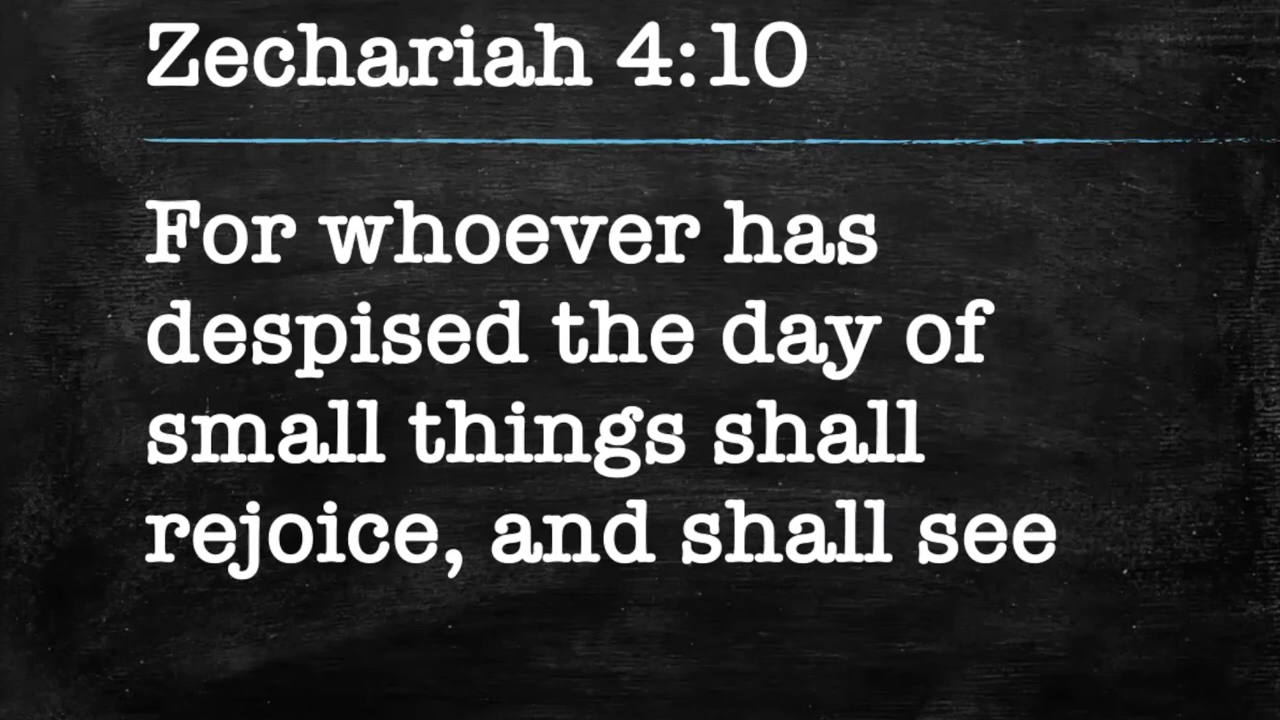 Zechariah 4:10
For whoever has
despised the day of
small things shall
rejoice, and shall see